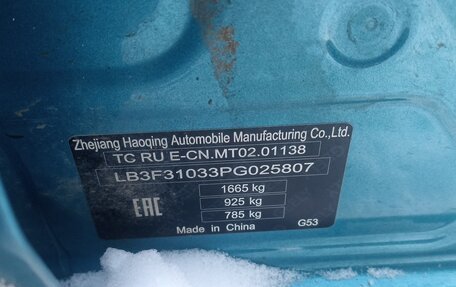 Zhejiang Haoqing Automobile Manufacturing Co.,Ltd.
TC RU E-CN.MT02.01138
LB3F31033PG025807
1665 kg
925 kg
785 kg
EAC
Made in China
G53